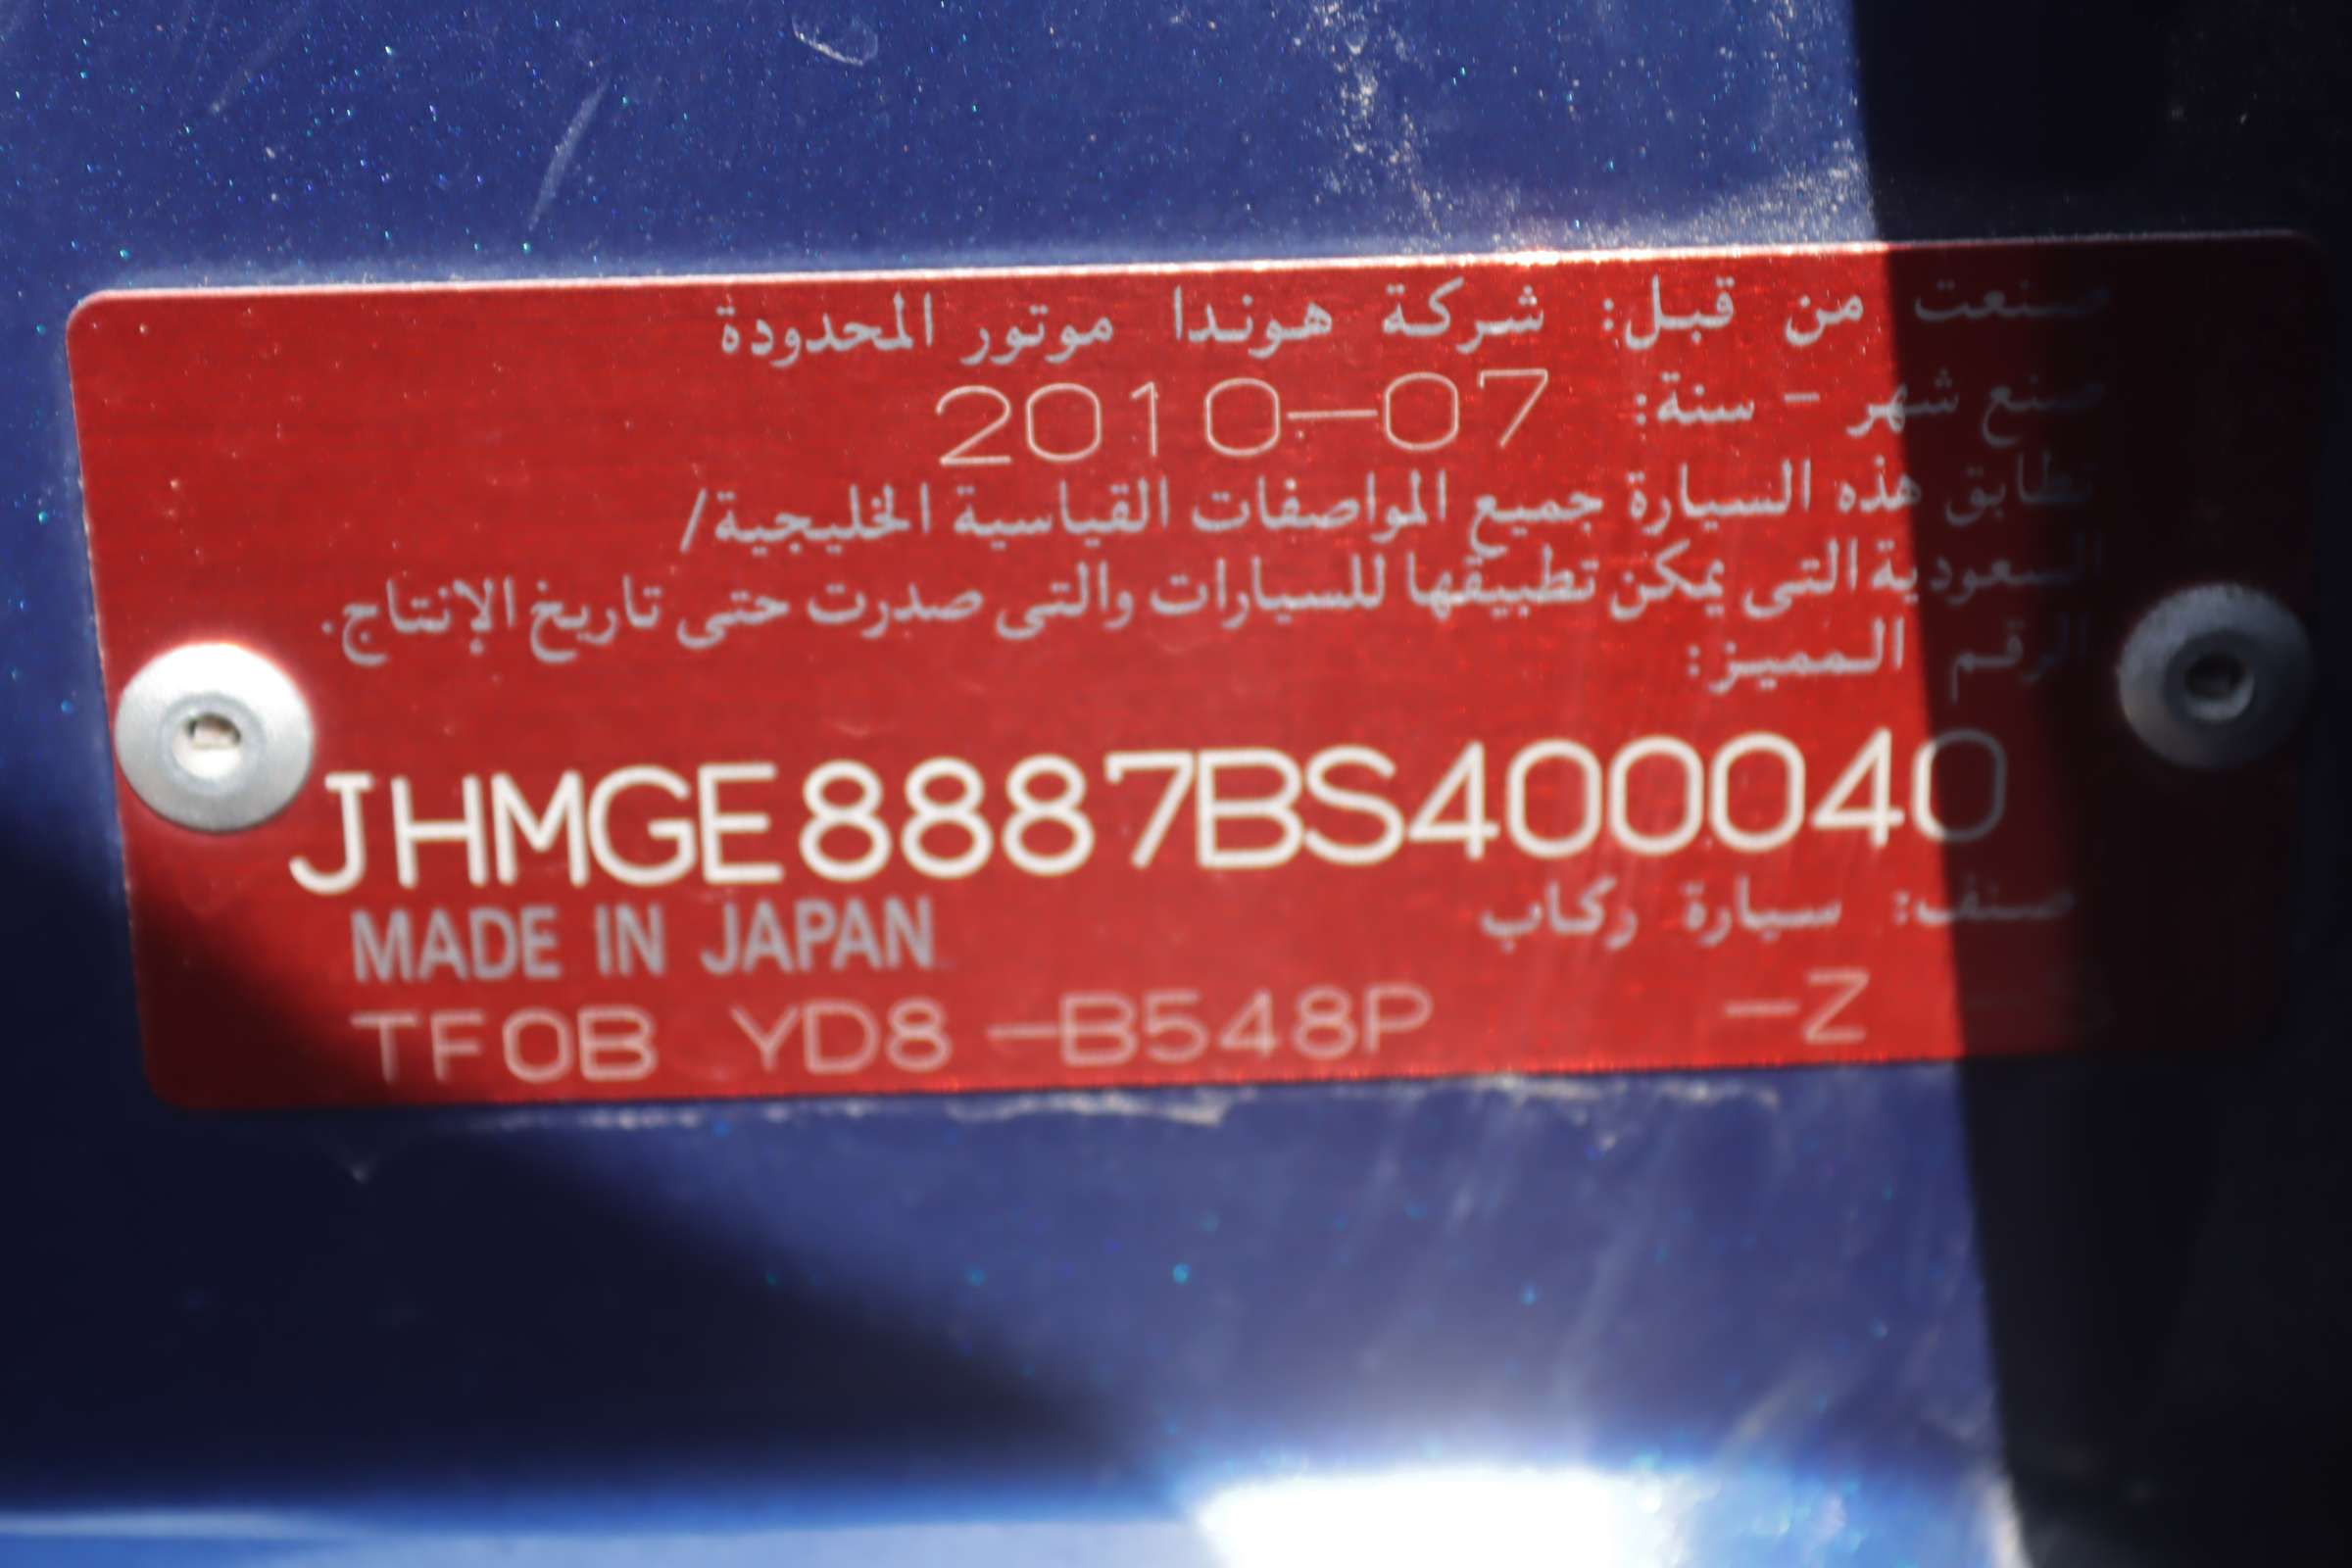 صنعت من قبل: شركة هوندا موتور المحدودة
صنع شهر - سنة: 2010-07
تطابق هذه السيارة جميع المواصفات القياسية الخليجية/
السعودية التى يمكن تطبيقها للسيارات والتى صدرت حتى تاريخ الإنتاج.
الرقم المميز:
JHMGE8887BS400040
صنف: سيارة ركاب
MADE IN JAPAN
TF0B YD8 -B548P -Z